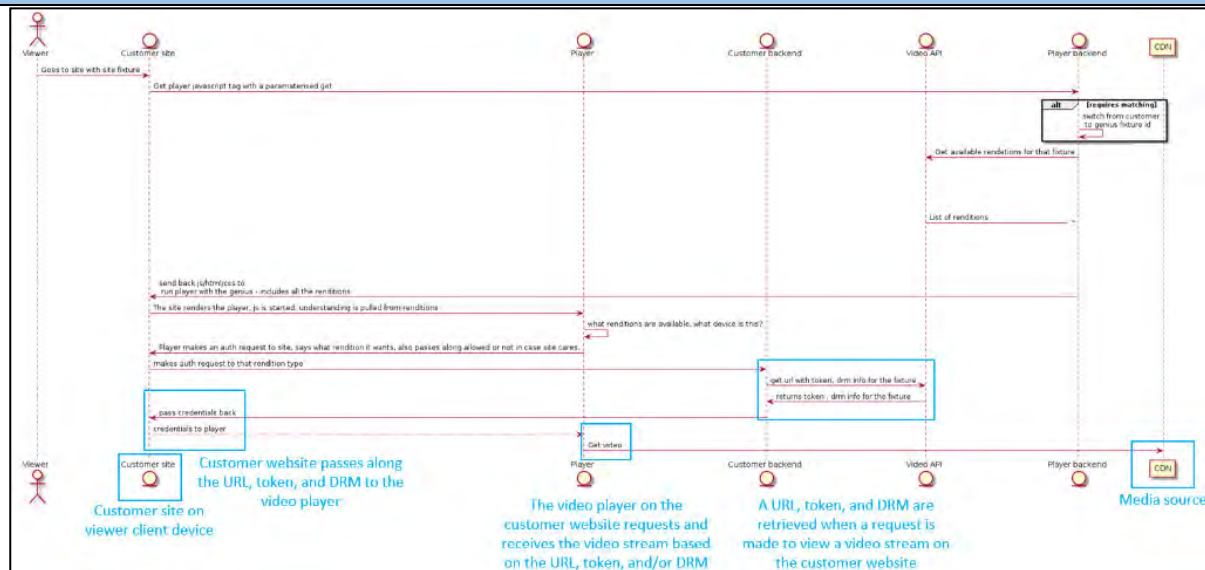 Viewer
Customer site
Player
Customer backend
Video API
Player backend
CDN
Goes to site with site fixture
Get player javascript tag with a paramaterised get
alt
[requires matching]
switch from customer
to genius fixture id
Get available renditions for that fixture
List of renditions
send back js/html/css to
run player with the genius - includes all the renditions
The site renders the player, js is started, understanding is pulled from renditions
what renditions are available, what device is this?
Player makes an auth request to site, says what rendition it wants, also passes along allowed or not in case site cares.
makes auth request to that rendition type
get url with token, drm info for the fixture
returns token , drm info for the fixture
pass credentials back
credentials to player
Get video
Viewer
Customer site
Player
Customer backend
Video API
Player backend
CDN
Customer website passes along
the URL, token, and DRM to the
video player
Customer site on
viewer client device
The video player on the
customer website requests and
receives the video stream based
on the URL, token, and/or DRM
A URL, token, and DRM are
retrieved when a request is
made to view a video stream on
the customer website
Media source